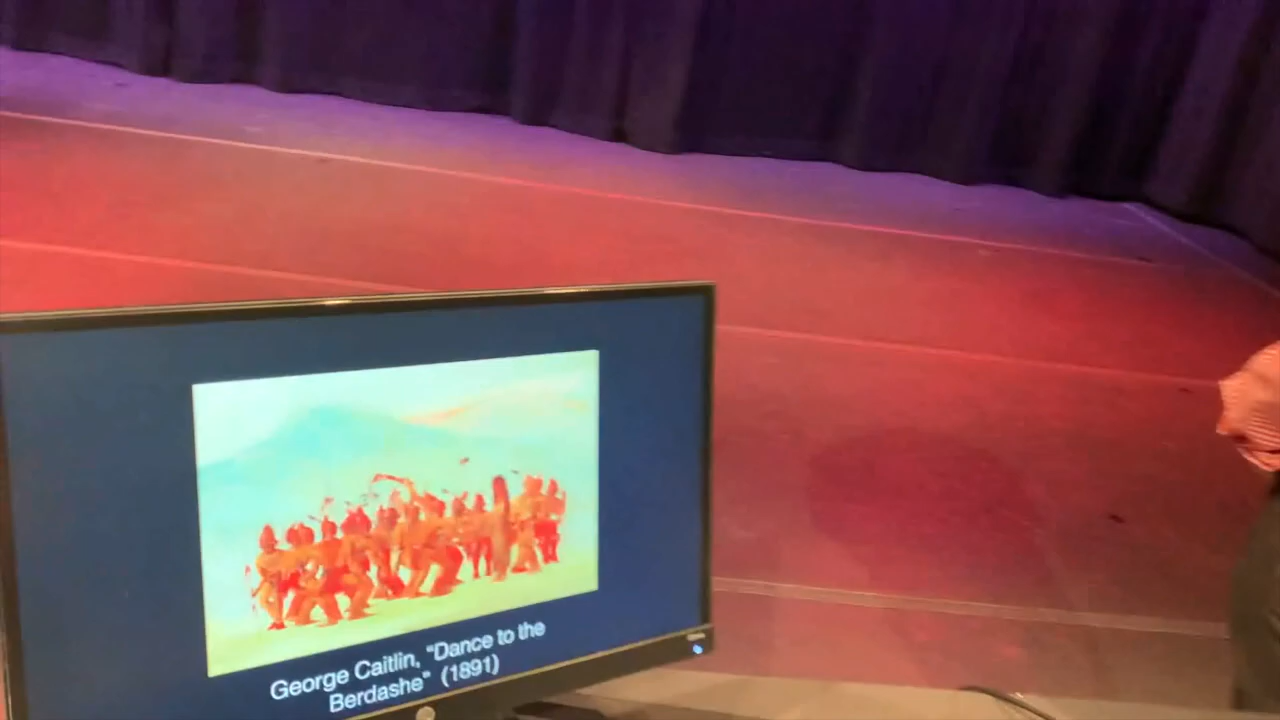 George Caitlin, "Dance to the
Berdashe" (1891)